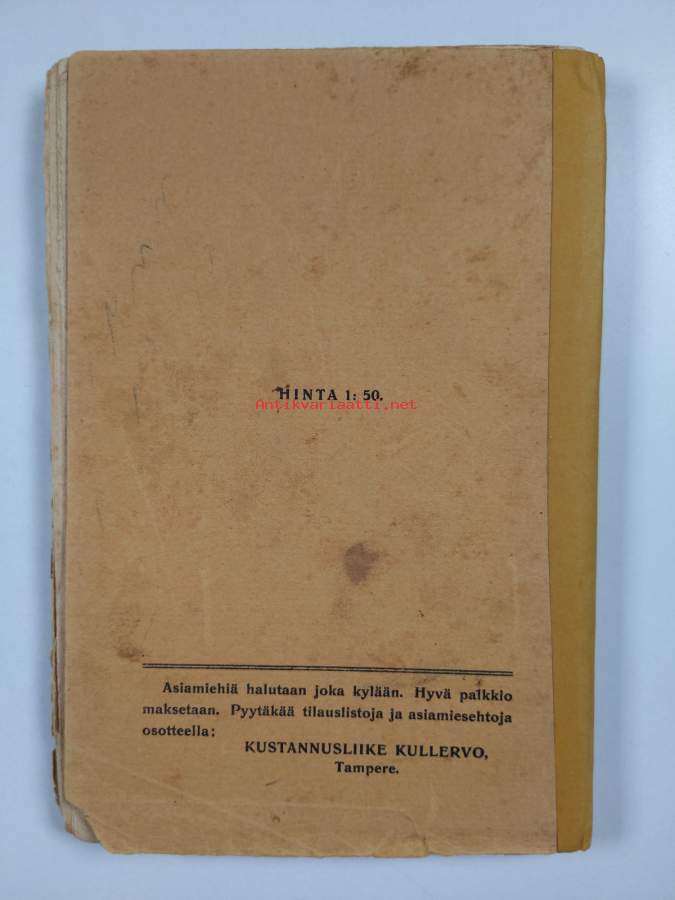 HINTA 1: 50.
Antikvariaatti.net
Asiamiehiä halutaan joka kylään. Hyvä palkkio
maksetaan. Pyytäkää tilauslistoja ja asiamiesehtoja
osotteella:
KUSTANNUSLIIKE KULLERVO,
Tampere.